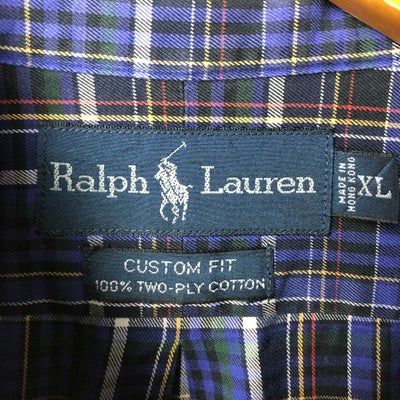 Ralph Lauren
MADE IN
HONG KONG
XL
CUSTOM FIT
100% TWO-PLY COTTON